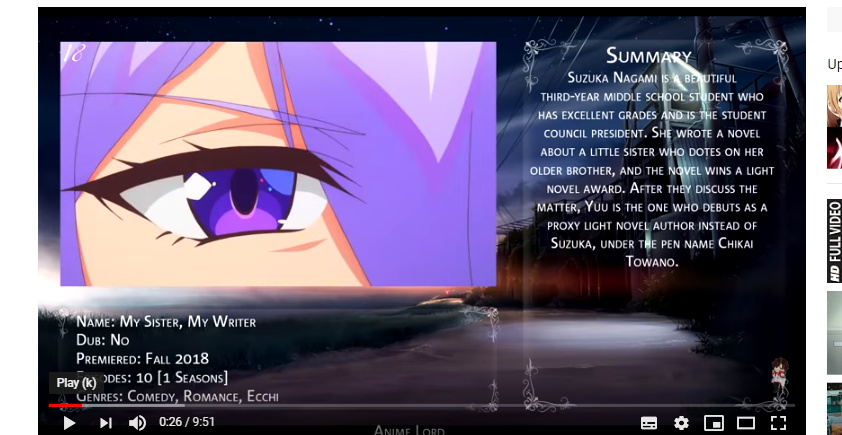 18
Summary
Suzuka Nagami is a beautiful
third-year middle school student who
has excellent grades and is the student
council president. She wrote a novel
about a little sister who dotes on her
older brother, and the novel wins a light
novel award. After they discuss the
matter, Yuu is the one who debuts as a
proxy light novel author instead of
Suzuka, under the pen name Chikai
Towano.
Name: My Sister, My Writer
Dub: No
Premiered: Fall 2018
Play (k)
10 [1 Seasons]
Genres: Comedy, Romance, Ecchi
0:26 / 9:51
Anime Lord
Up
HD FULL VIDEO